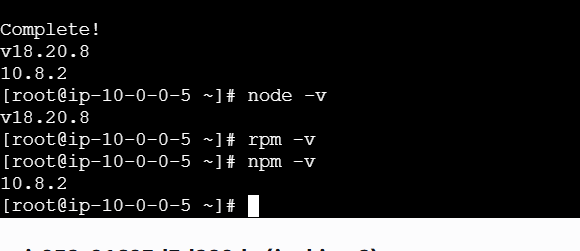 Complete!
v18.20.8
10.8.2
[root@ip-10-0-0-5 ~]# node -v
v18.20.8
[root@ip-10-0-0-5 ~]# rpm -v
[root@ip-10-0-0-5 ~]# npm -v
10.8.2
[root@ip-10-0-0-5 ~]#